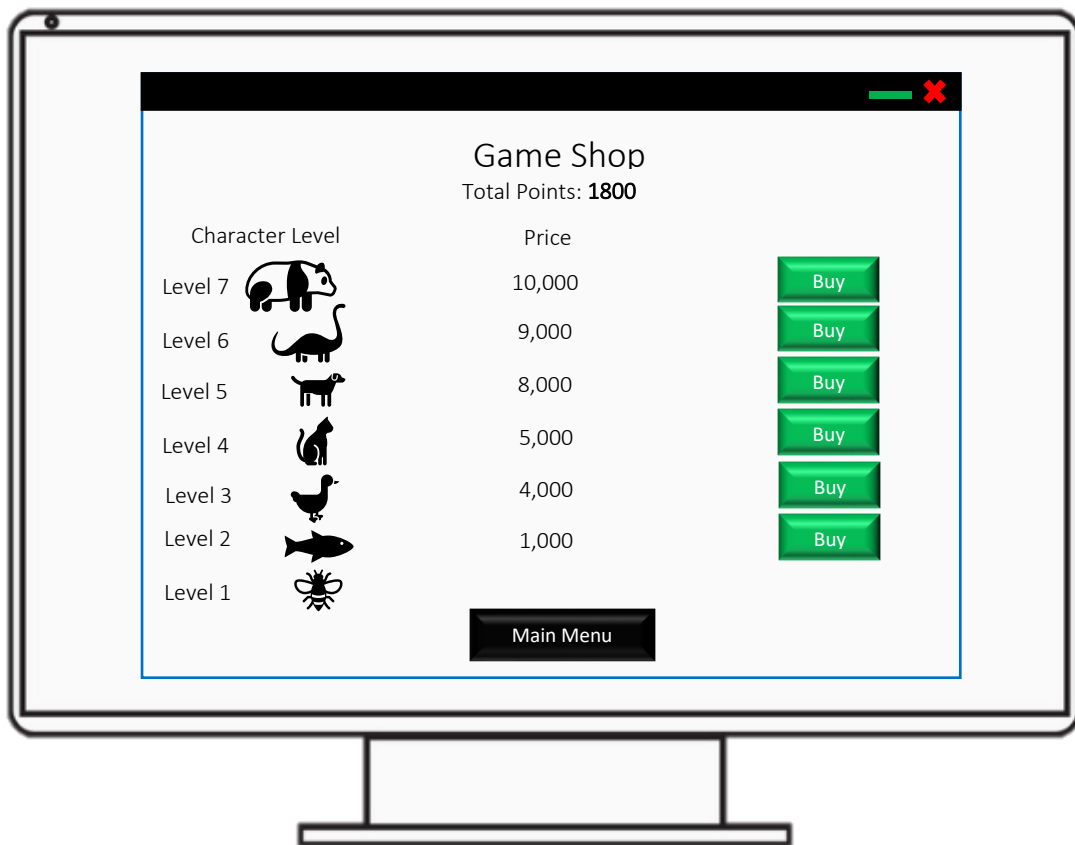 Game Shop
Total Points: 1800
Character Level Price
Level 7 10,000 Buy
Level 6 9,000 Buy
Level 5 8,000 Buy
Level 4 5,000 Buy
Level 3 4,000 Buy
Level 2 1,000 Buy
Level 1
Main Menu